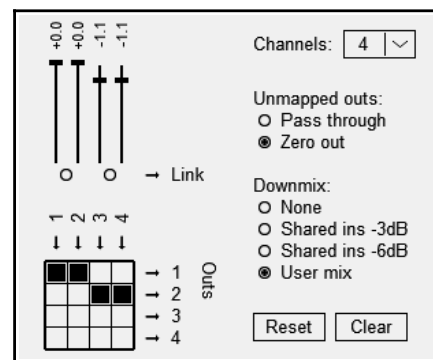 +0.0 +0.0 -1.1 -1.1
Link
1 2 3 4
1
2
3
4
Outs
Channels: 4
Unmapped outs:
Pass through
Zero out
Downmix:
None
Shared ins -3dB
Shared ins -6dB
User mix
Reset Clear